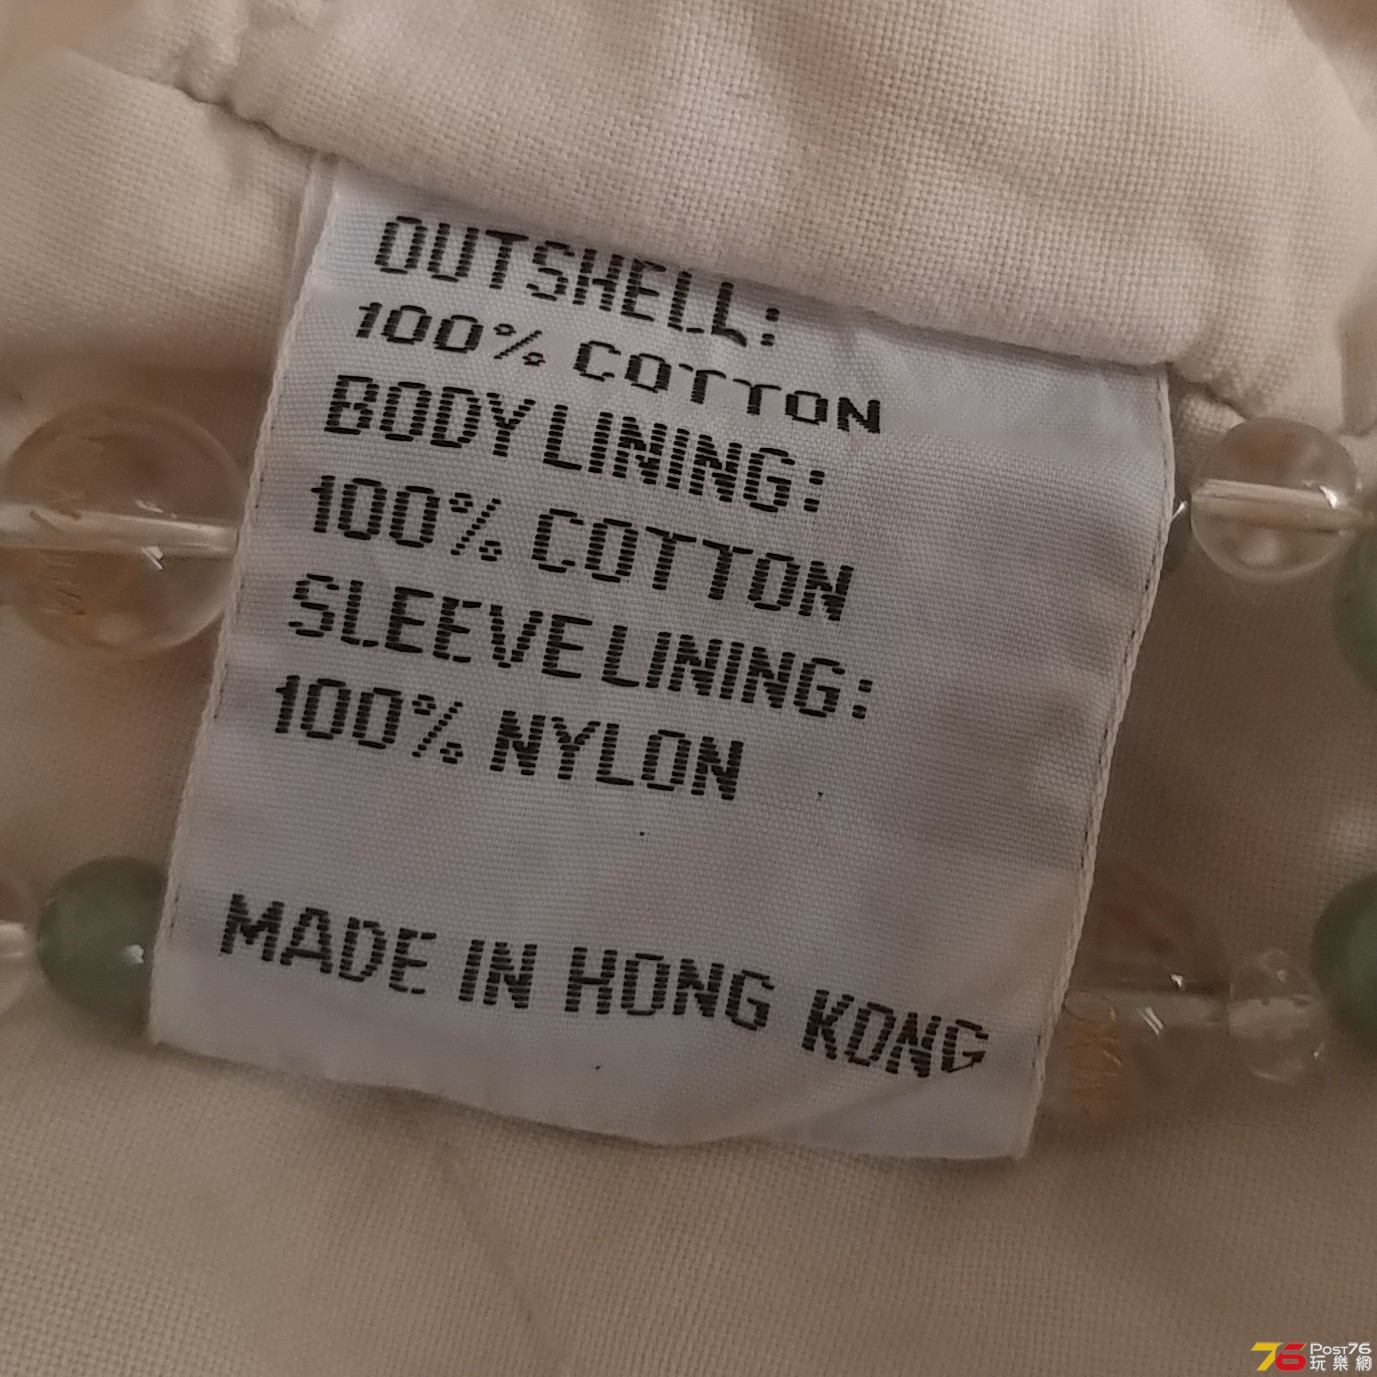 OUTSHELL:
100% COTTON
BODY LINING:
100% COTTON
SLEEVE LINING:
100% NYLON
MADE IN HONG KONG
76 POST76
玩樂網